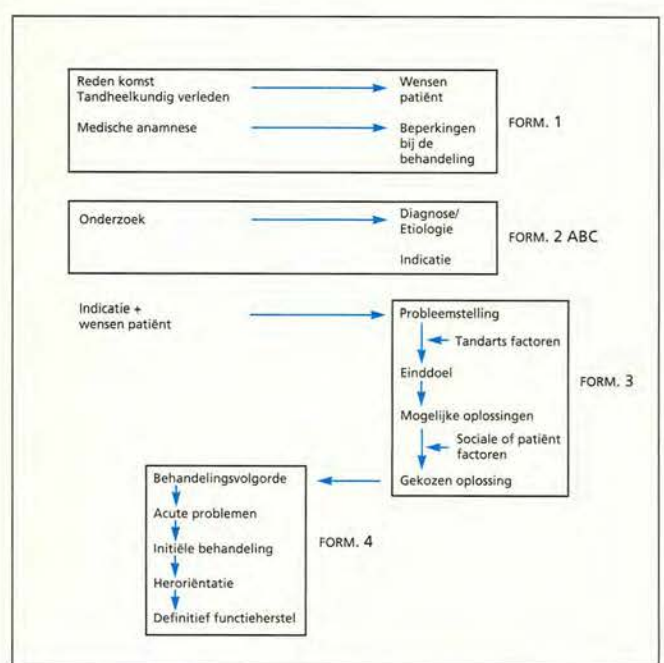 Reden komst
Tandheelkundig verleden
Wensen
patiënt
Medische anamnese
Beperkingen
bij de
behandeling
FORM. 1
Onderzoek
Diagnose/
Etiologie
Indicatie
FORM. 2 ABC
Indicatie +
wensen patiënt
Probleemstelling
Tandarts factoren
Einddoel
Mogelijke oplossingen
Sociale of patiënt
factoren
Gekozen oplossing
FORM. 3
Behandelingsvolgorde
Acute problemen
Initiële behandeling
Heroriëntatie
Definitief functieherstel
FORM. 4